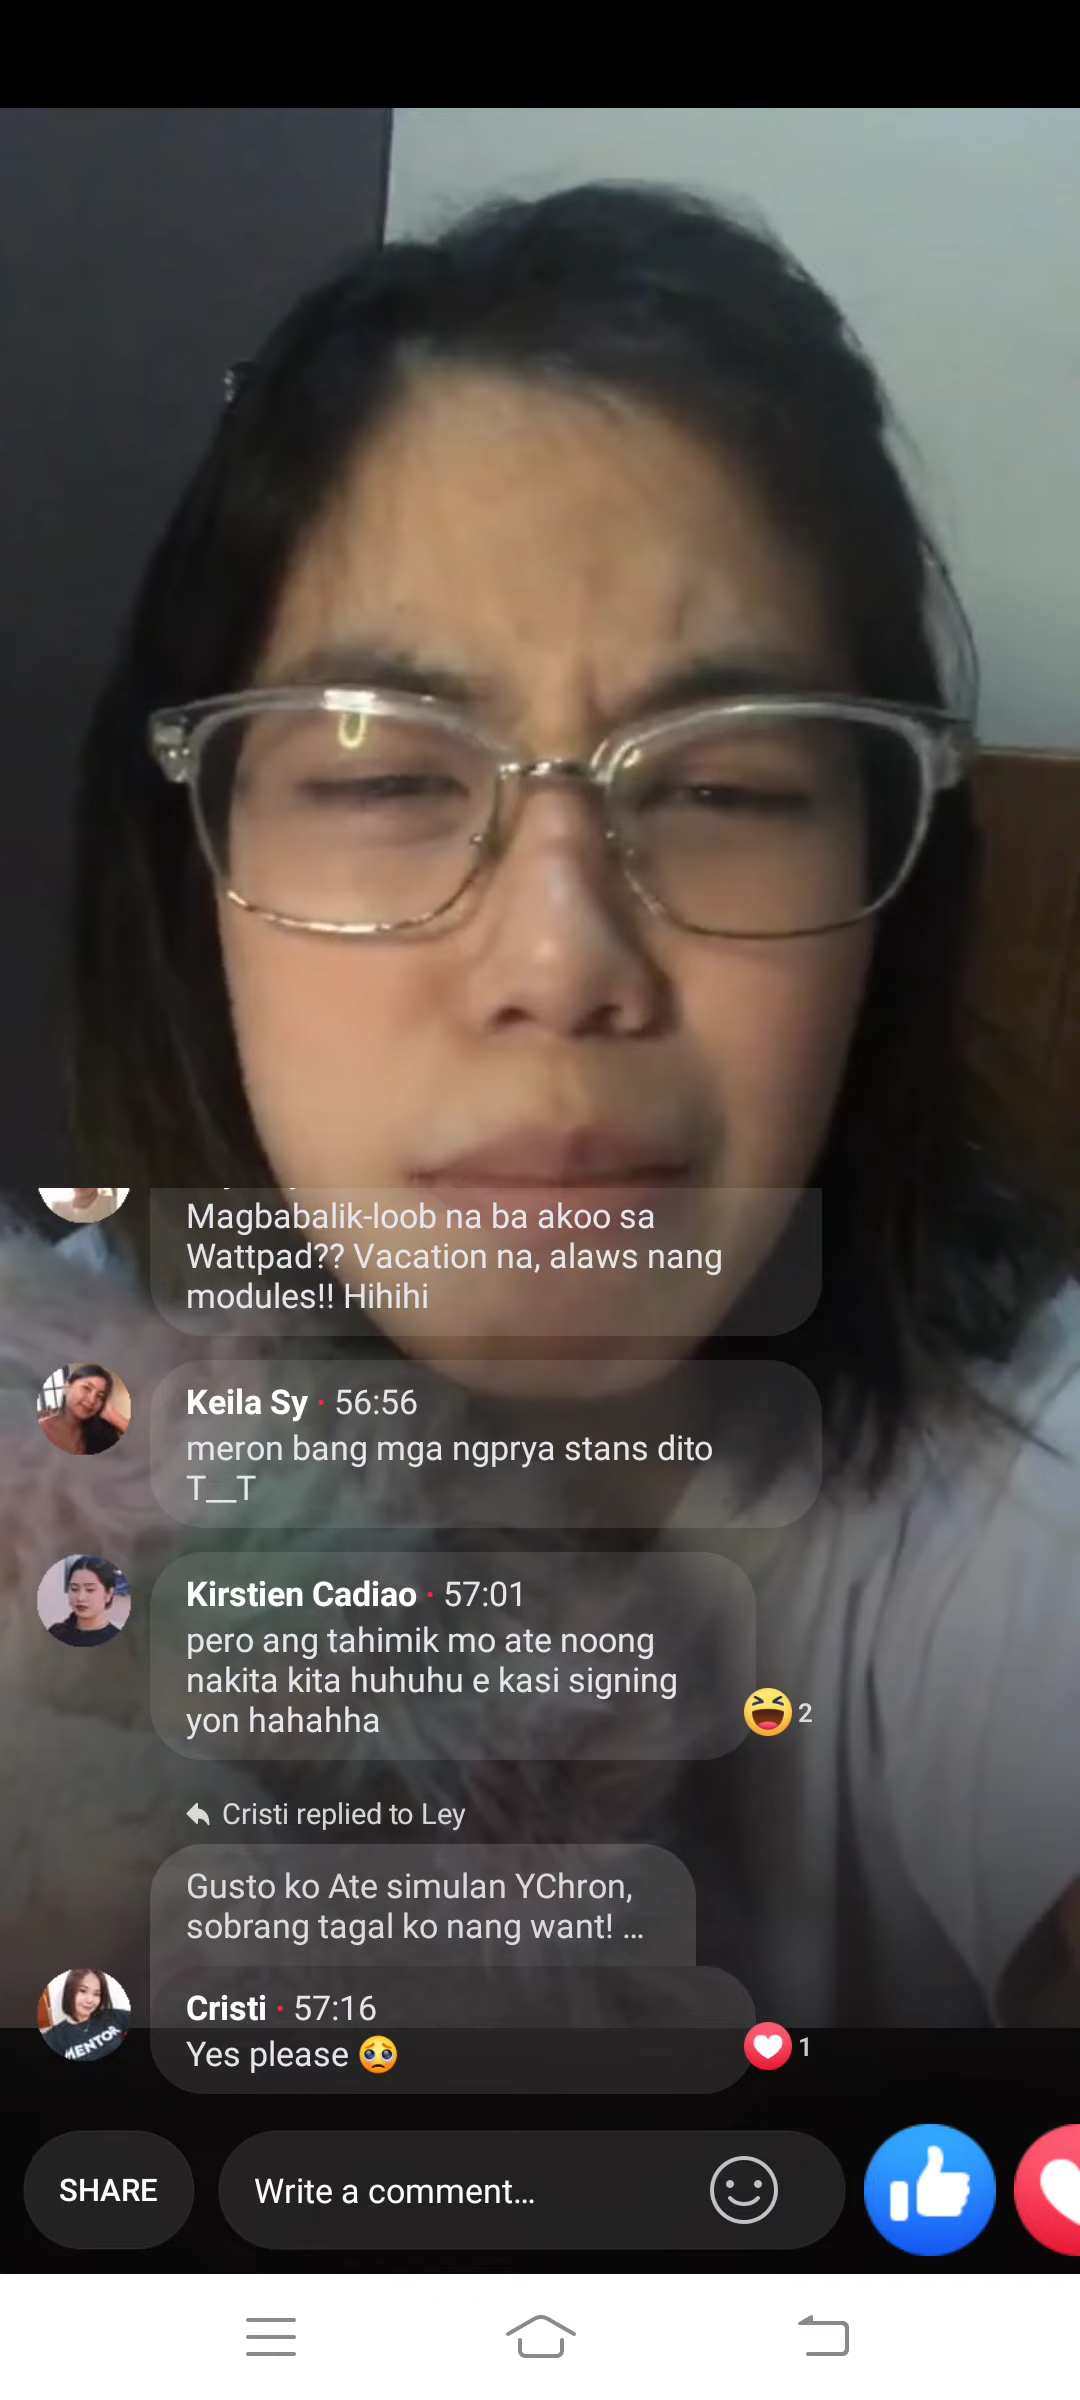 Magbabalik-loob na ba akoo sa
Wattpad?? Vacation na, alaws nang
modules!! Hihihi
Keila Sy · 56:56
meron bang mga ngprya stans dito
T__T
Kirstien Cadiao · 57:01
pero ang tahimik mo ate noong
nakita kita huhuhu e kasi signing
yon hahahha
2
Cristi replied to Ley
Gusto ko Ate simulan YChron,
sobrang tagal ko nang want! ...
MENTOR
Cristi · 57:16
Yes please 🥺
1
SHARE
Write a comment...